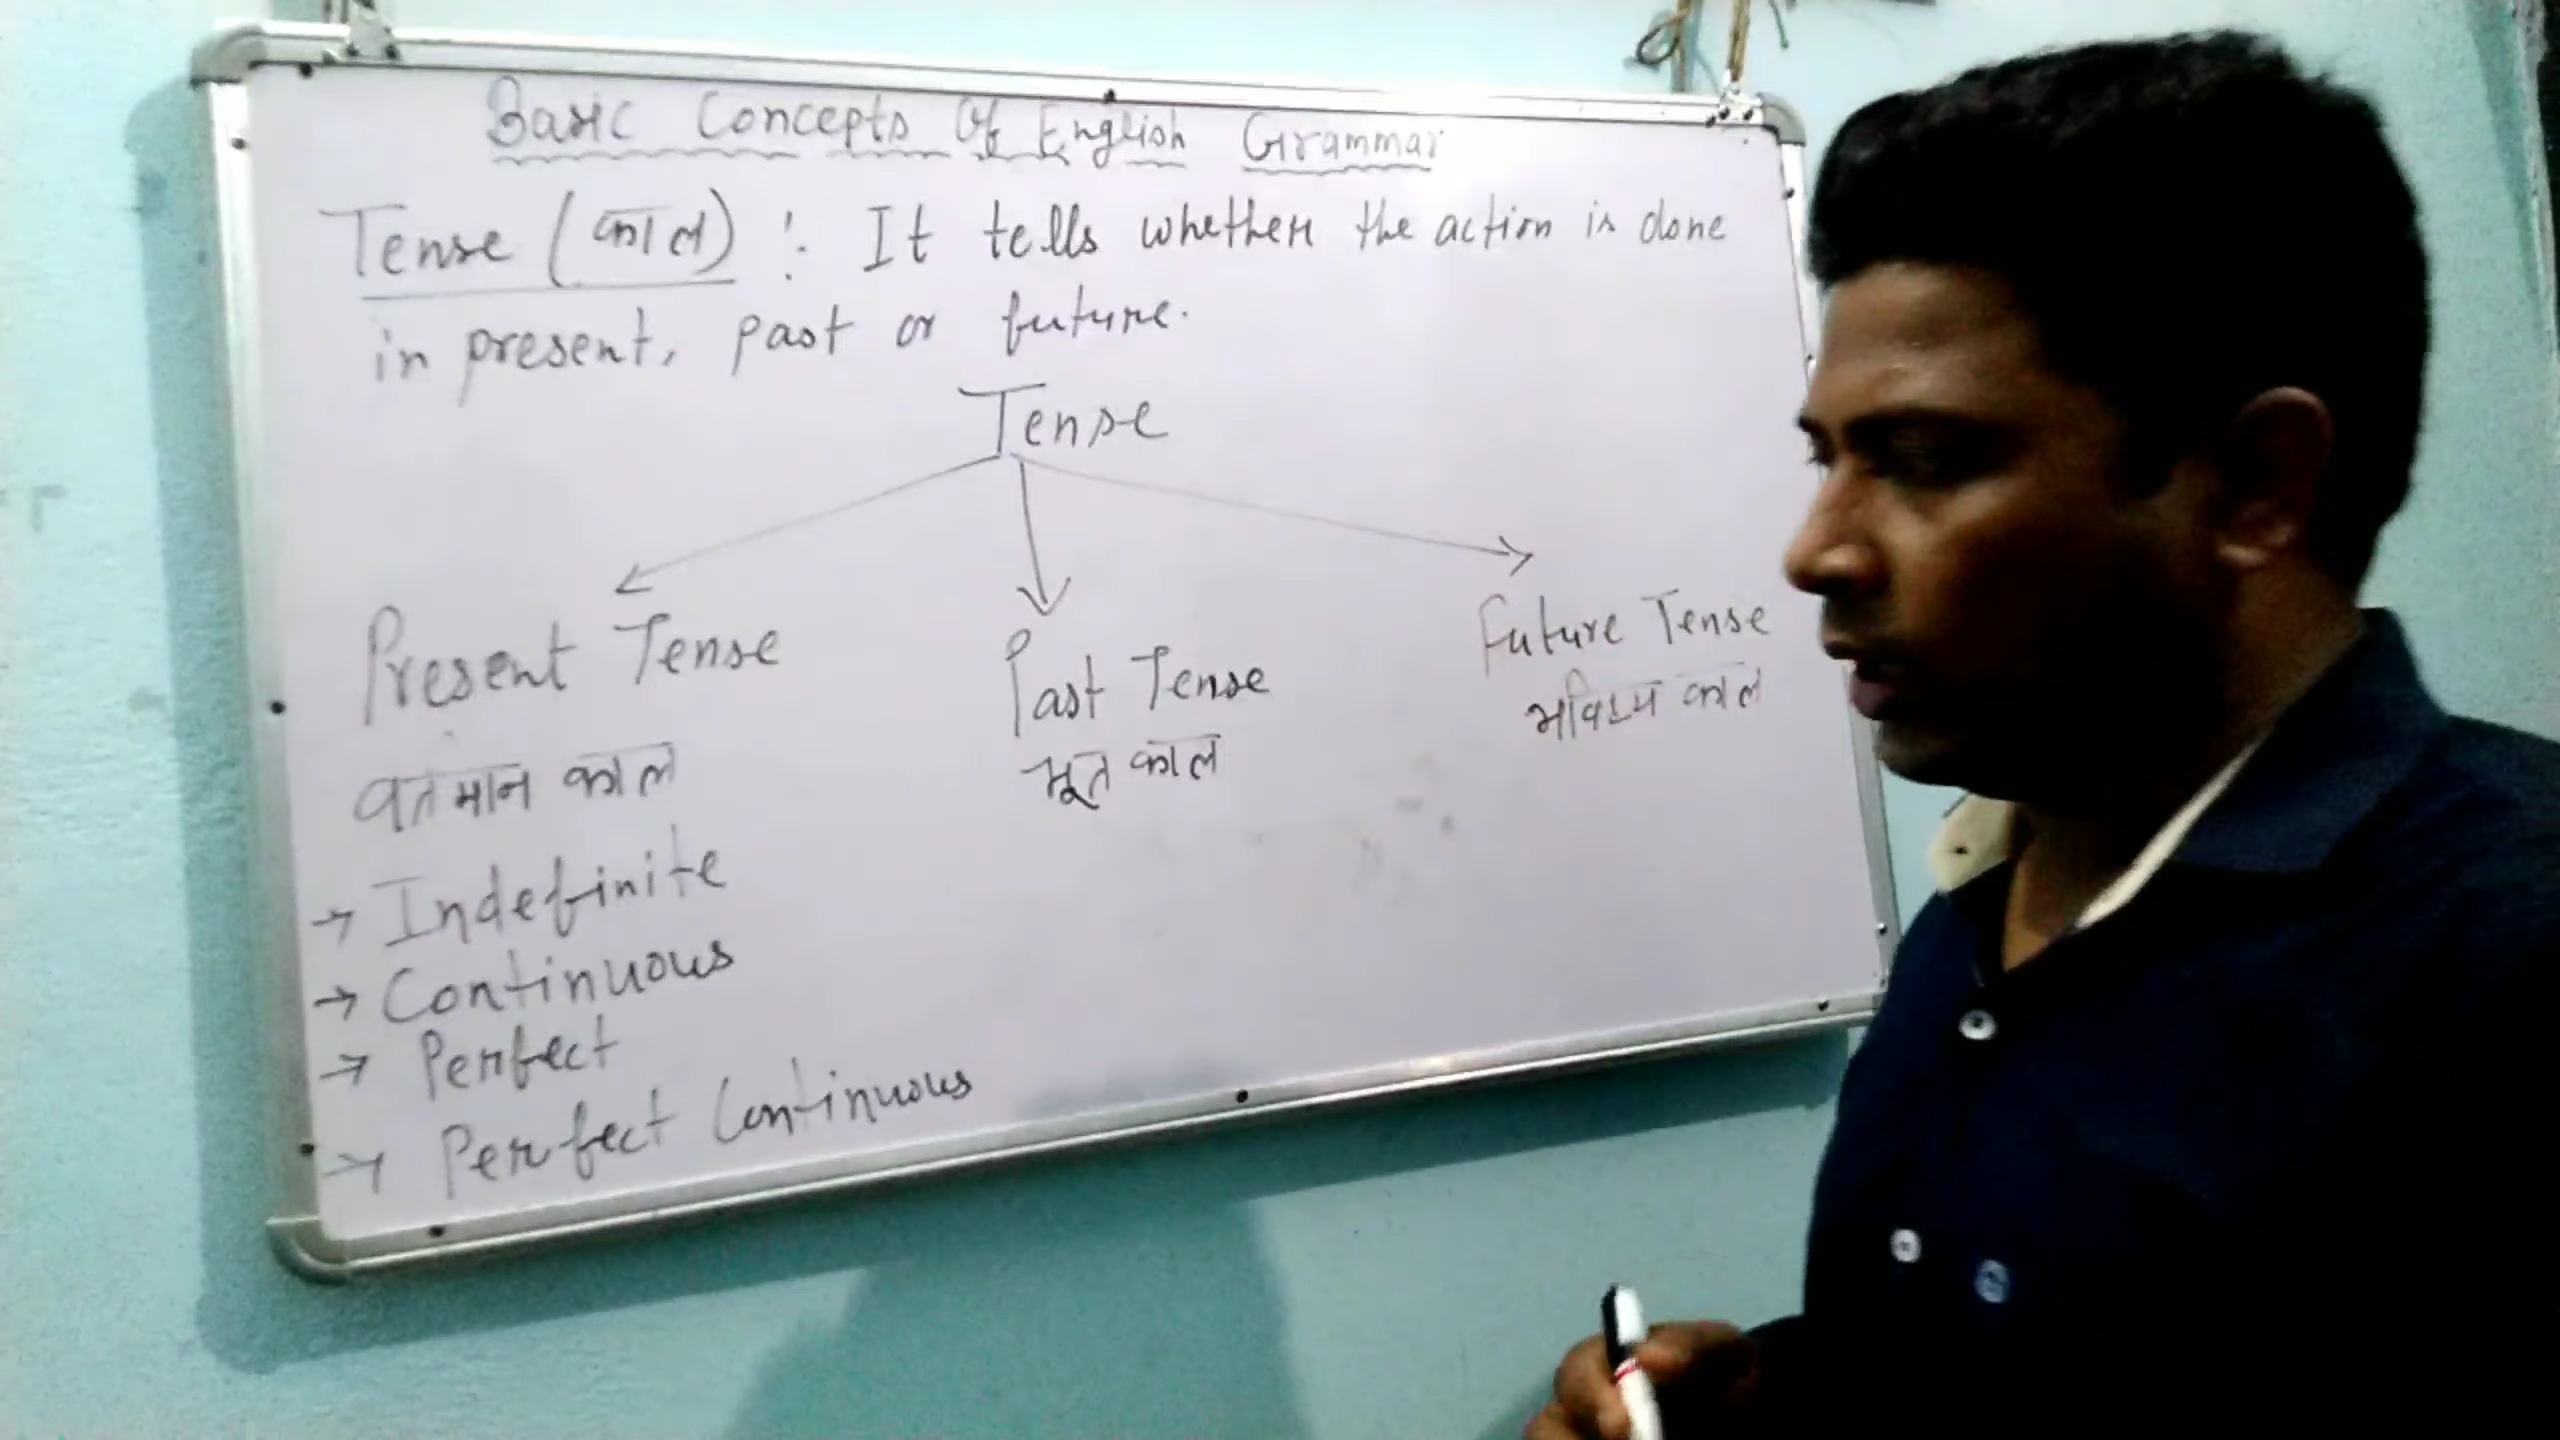 Basic Concepts Of English Grammar
Tense (काल) : It tells whether the action is done
in present, past or future.
Tense
Present Tense
वर्तमान काल
Past Tense
भूत काल
Future Tense
भविष्य काल
→ Indefinite
→ Continuous
→ Perfect
→ Perfect Continuous